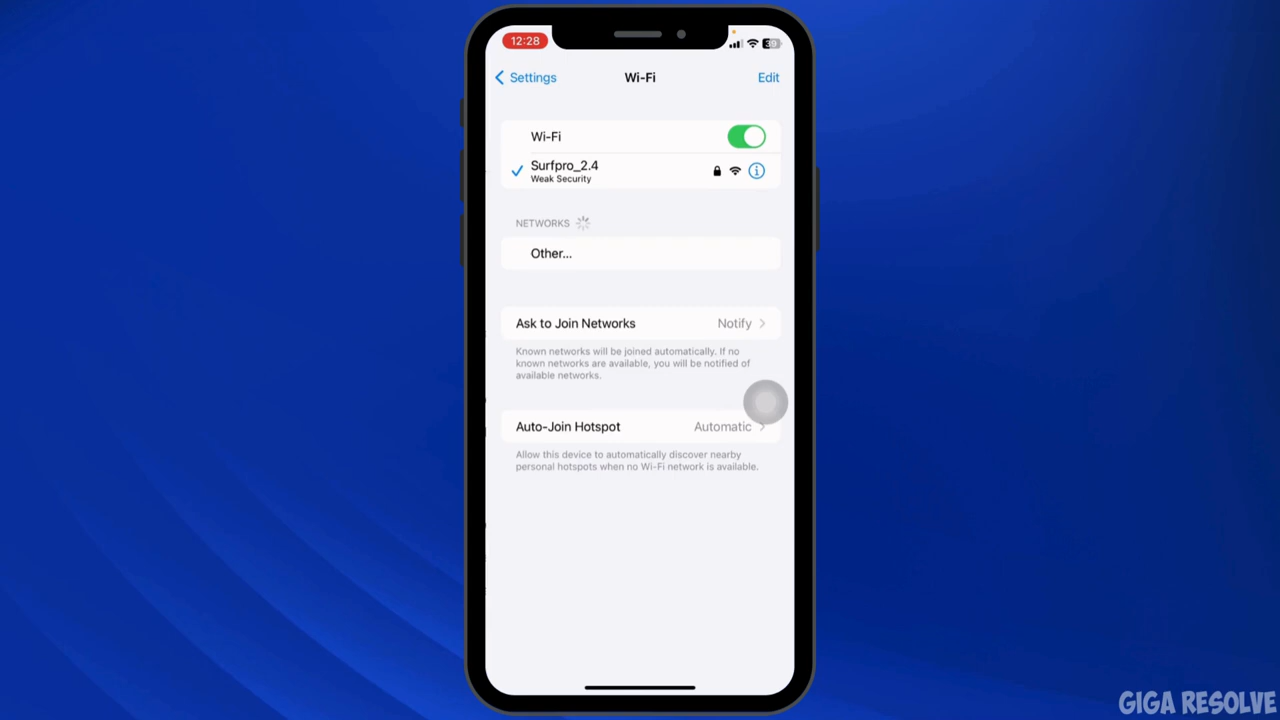 12:28
39
Settings
Wi-Fi
Edit
Wi-Fi
Surfpro_2.4
Weak Security
NETWORKS
Other...
Ask to Join Networks Notify
Known networks will be joined automatically. If no
known networks are available, you will be notified of
available networks.
Auto-Join Hotspot Automatic
Allow this device to automatically discover nearby
personal hotspots when no Wi-Fi network is available.
GIGA RESOLVE